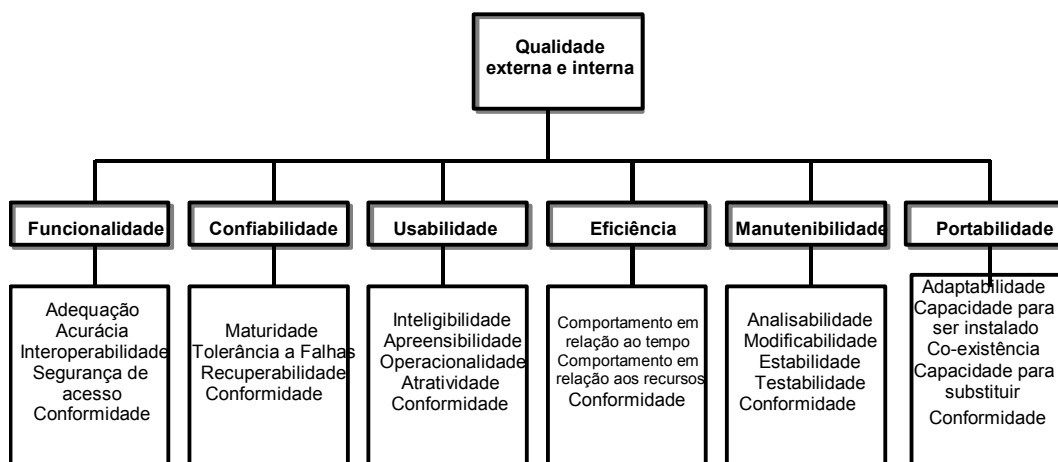 Qualidade
externa e interna
Funcionalidade
Confiabilidade
Usabilidade
Eficiência
Manutenibilidade
Portabilidade
Adequação
Acurácia
Interoperabilidade
Segurança de
acesso
Conformidade
Maturidade
Tolerância a Falhas
Recuperabilidade
Conformidade
Inteligibilidade
Apreensibilidade
Operacionalidade
Atratividade
Conformidade
Comportamento em
relação ao tempo
Comportamento em
relação aos recursos
Conformidade
Analisabilidade
Modificabilidade
Estabilidade
Testabilidade
Conformidade
Adaptabilidade
Capacidade para
ser instalado
Co-existência
Capacidade para
substituir
Conformidade